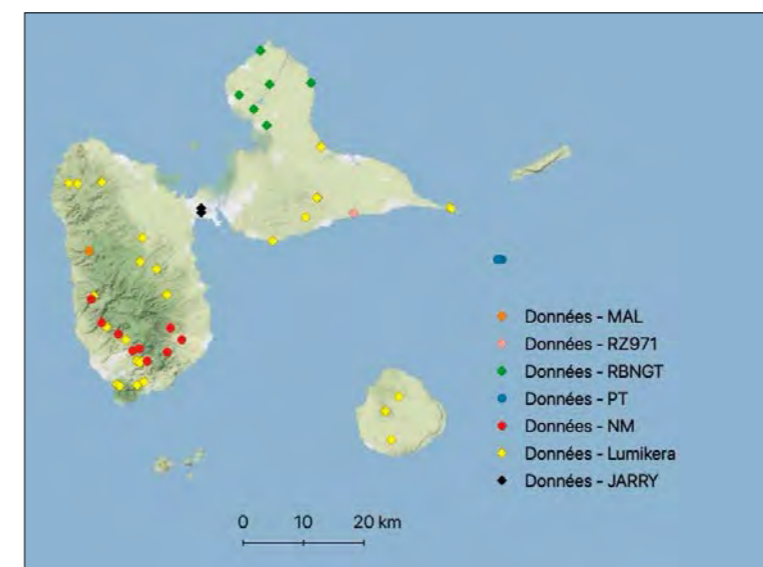 Données - MAL
Données - RZ971
Données - RBNGT
Données - PT
Données - NM
Données - Lumikera
Données - JARRY
0 10 20 km